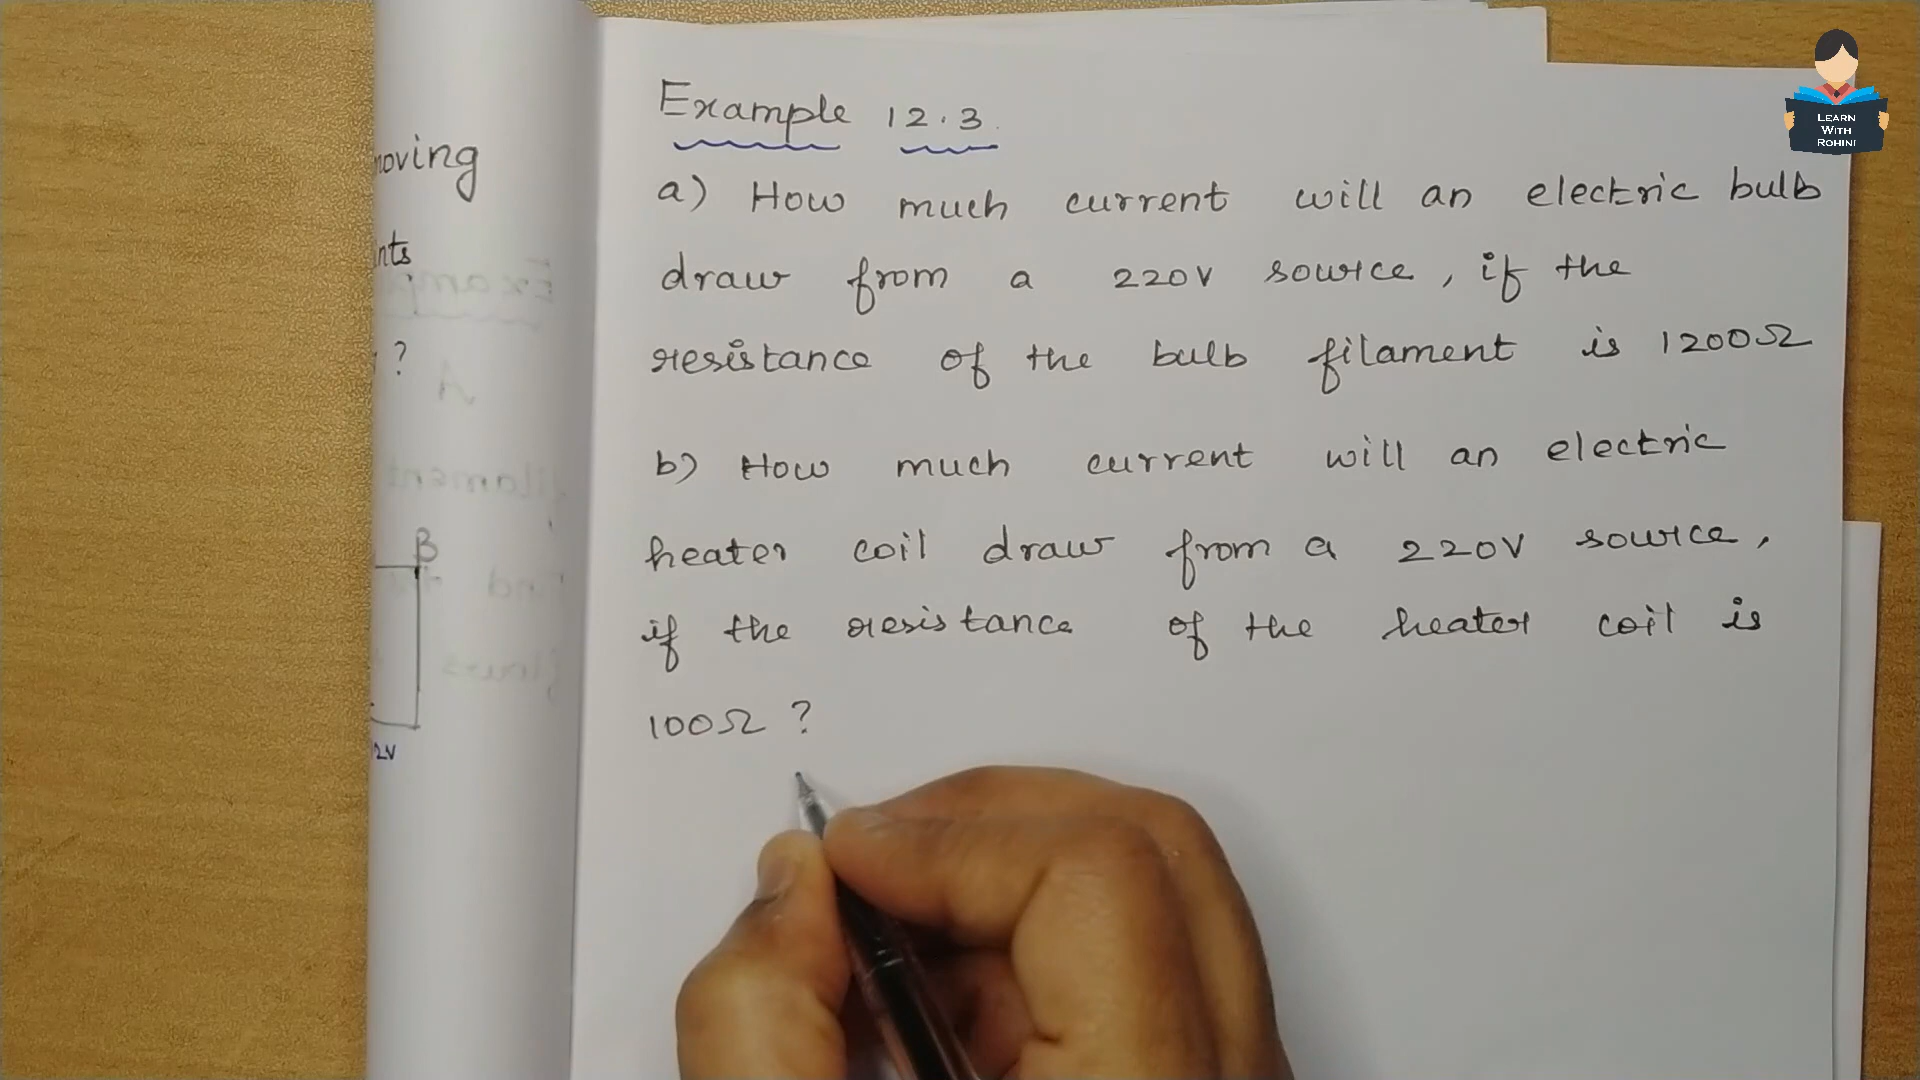 Example 12.3
a) How much current will an electric bulb
draw from a 220V source, if the
resistance of the bulb filament is 1200Ω
b) How much current will an electric
heater coil draw from a 220V source,
if the resistance of the heater coil is
100Ω ?
moving
nts
?
B
2V
LEARN
WITH
ROHINI